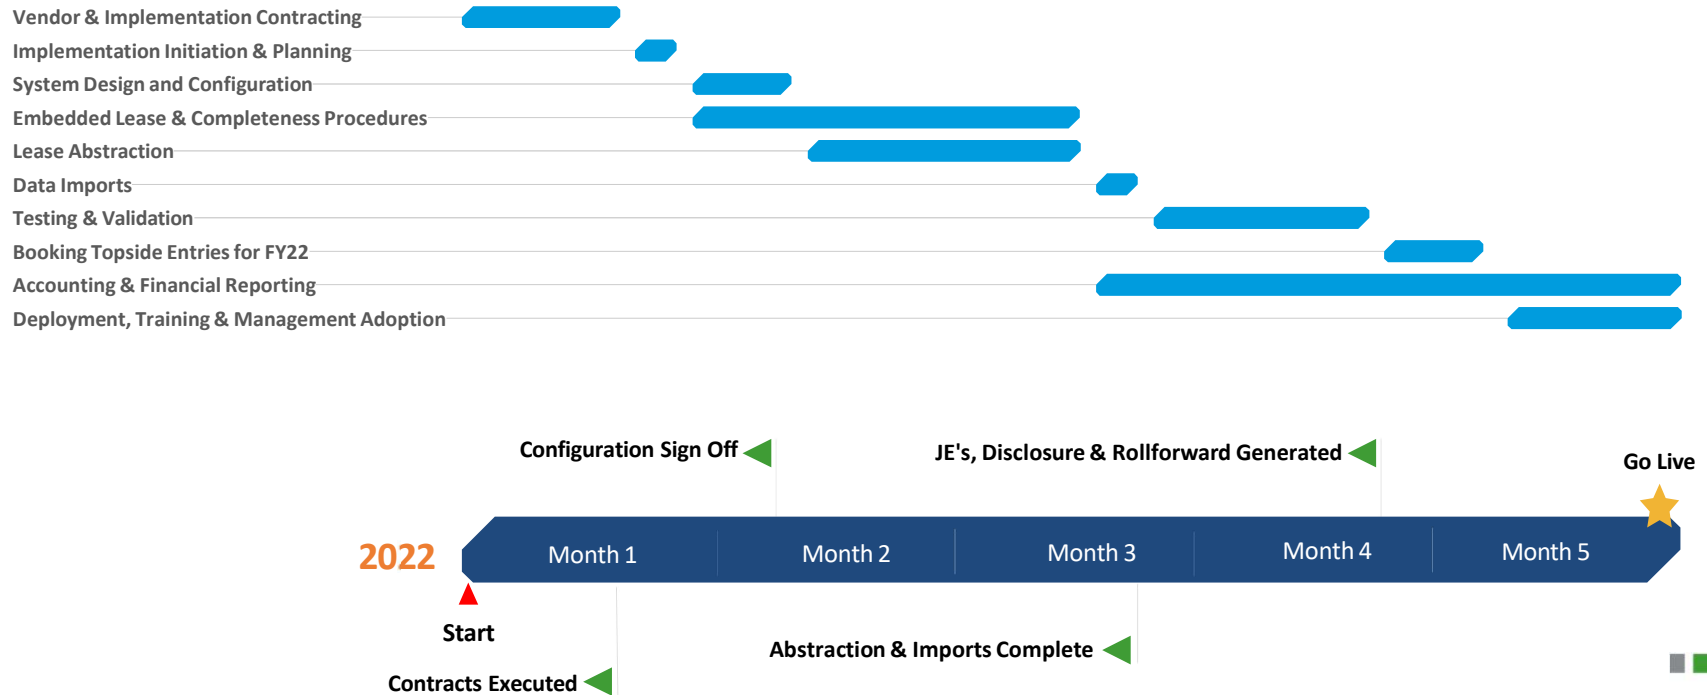 Vendor & Implementation Contracting
Implementation Initiation & Planning
System Design and Configuration
Embedded Lease & Completeness Procedures
Lease Abstraction
Data Imports
Testing & Validation
Booking Topside Entries for FY22
Accounting & Financial Reporting
Deployment, Training & Management Adoption
Configuration Sign Off
JE's, Disclosure & Rollforward Generated
Go Live
2022
Month 1
Month 2
Month 3
Month 4
Month 5
Start
Abstraction & Imports Complete
Contracts Executed